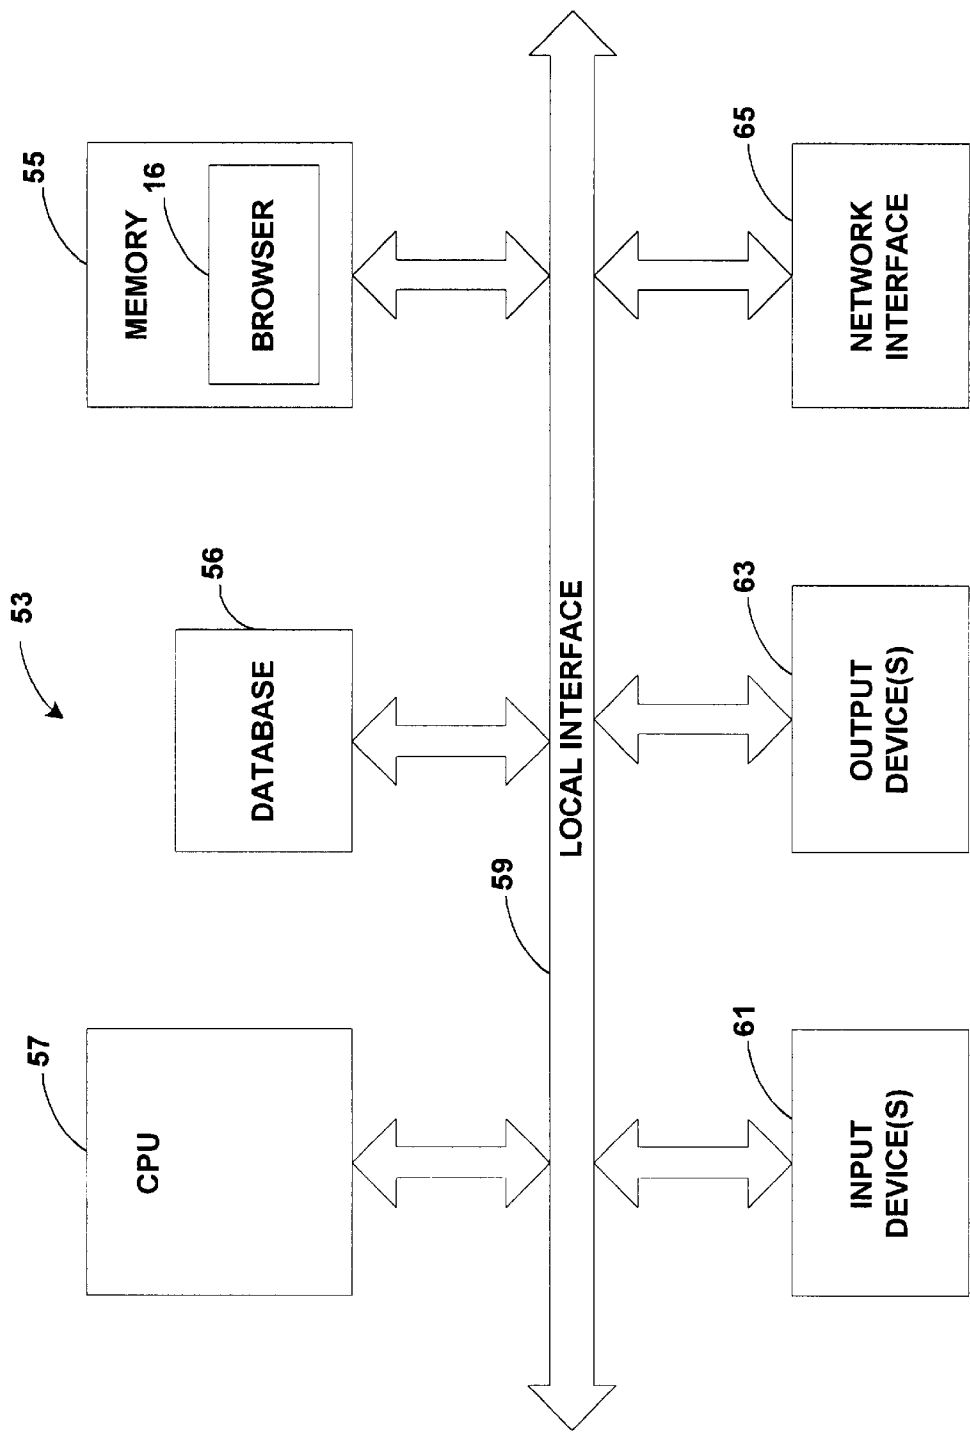 53
57
CPU
56
DATABASE
55
MEMORY
16
BROWSER
59
LOCAL INTERFACE
61
INPUT
DEVICE(S)
63
OUTPUT
DEVICE(S)
65
NETWORK
INTERFACE